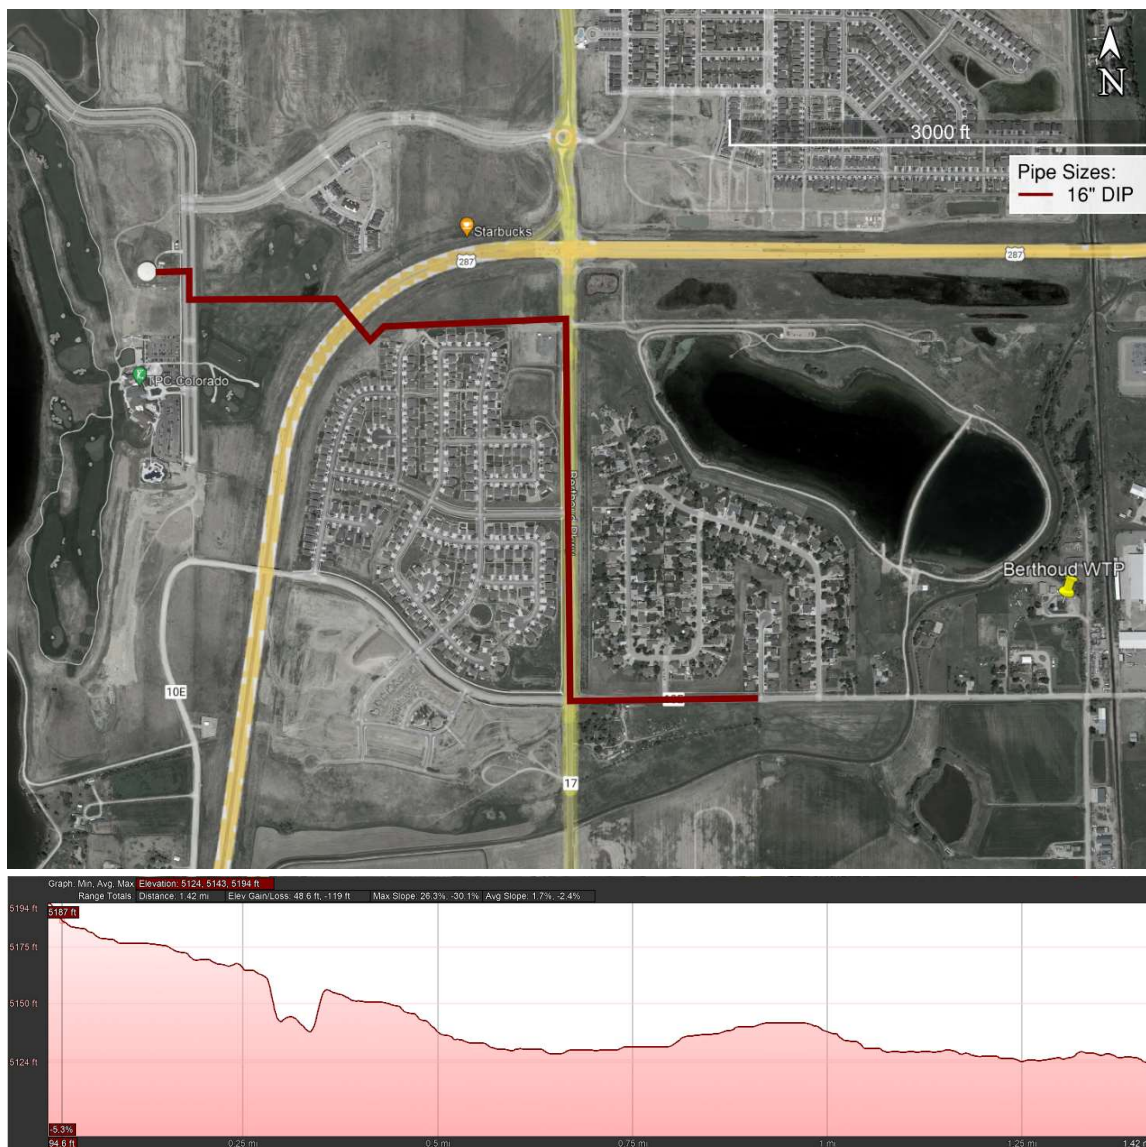 N
3000 ft
Pipe Sizes:
16" DIP
Starbucks
287
287
TPC Colorado
Berthoud WTP
10E
17
Graph: Min, Avg, Max Elevation: 5124, 5143, 5194 ft
Range Totals: Distance: 1.42 mi Elev Gain/Loss: 48.6 ft, -119 ft Max Slope: 26.3%, -30.1% Avg Slope: 1.7%, -2.4%
5194 ft
5187 ft
5175 ft
5150 ft
5124 ft
-5.3%
94.6 ft
0.25 mi
0.5 mi
0.75 mi
1 mi
1.25 mi
1.42 mi